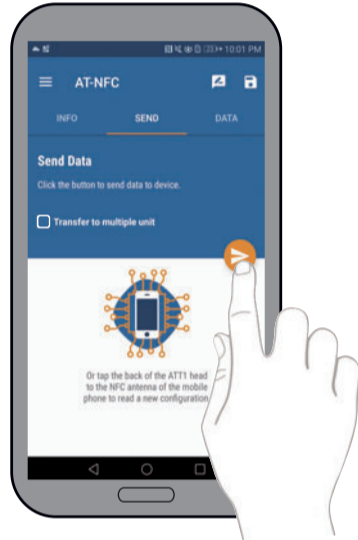 10:01 PM
AT-NFC
INFO SEND DATA
Send Data
Click the button to send data to device.
Transfer to multiple unit
Or tap the back of the ATT1 head
to the NFC antenna of the mobile
phone to read a new configuration